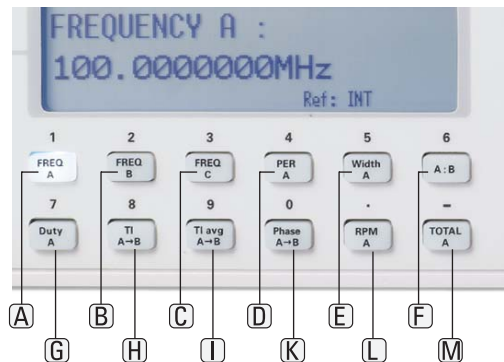 FREQUENCY A :
100.0000000MHz
Ref: INT
1 2 3 4 5 6
FREQ A FREQ B FREQ C PER A Width A A:B
7 8 9 0 . -
Duty A TI A→B TI avg A→B Phase A→B RPM A TOTAL A
A B C D E F
G H I K L M